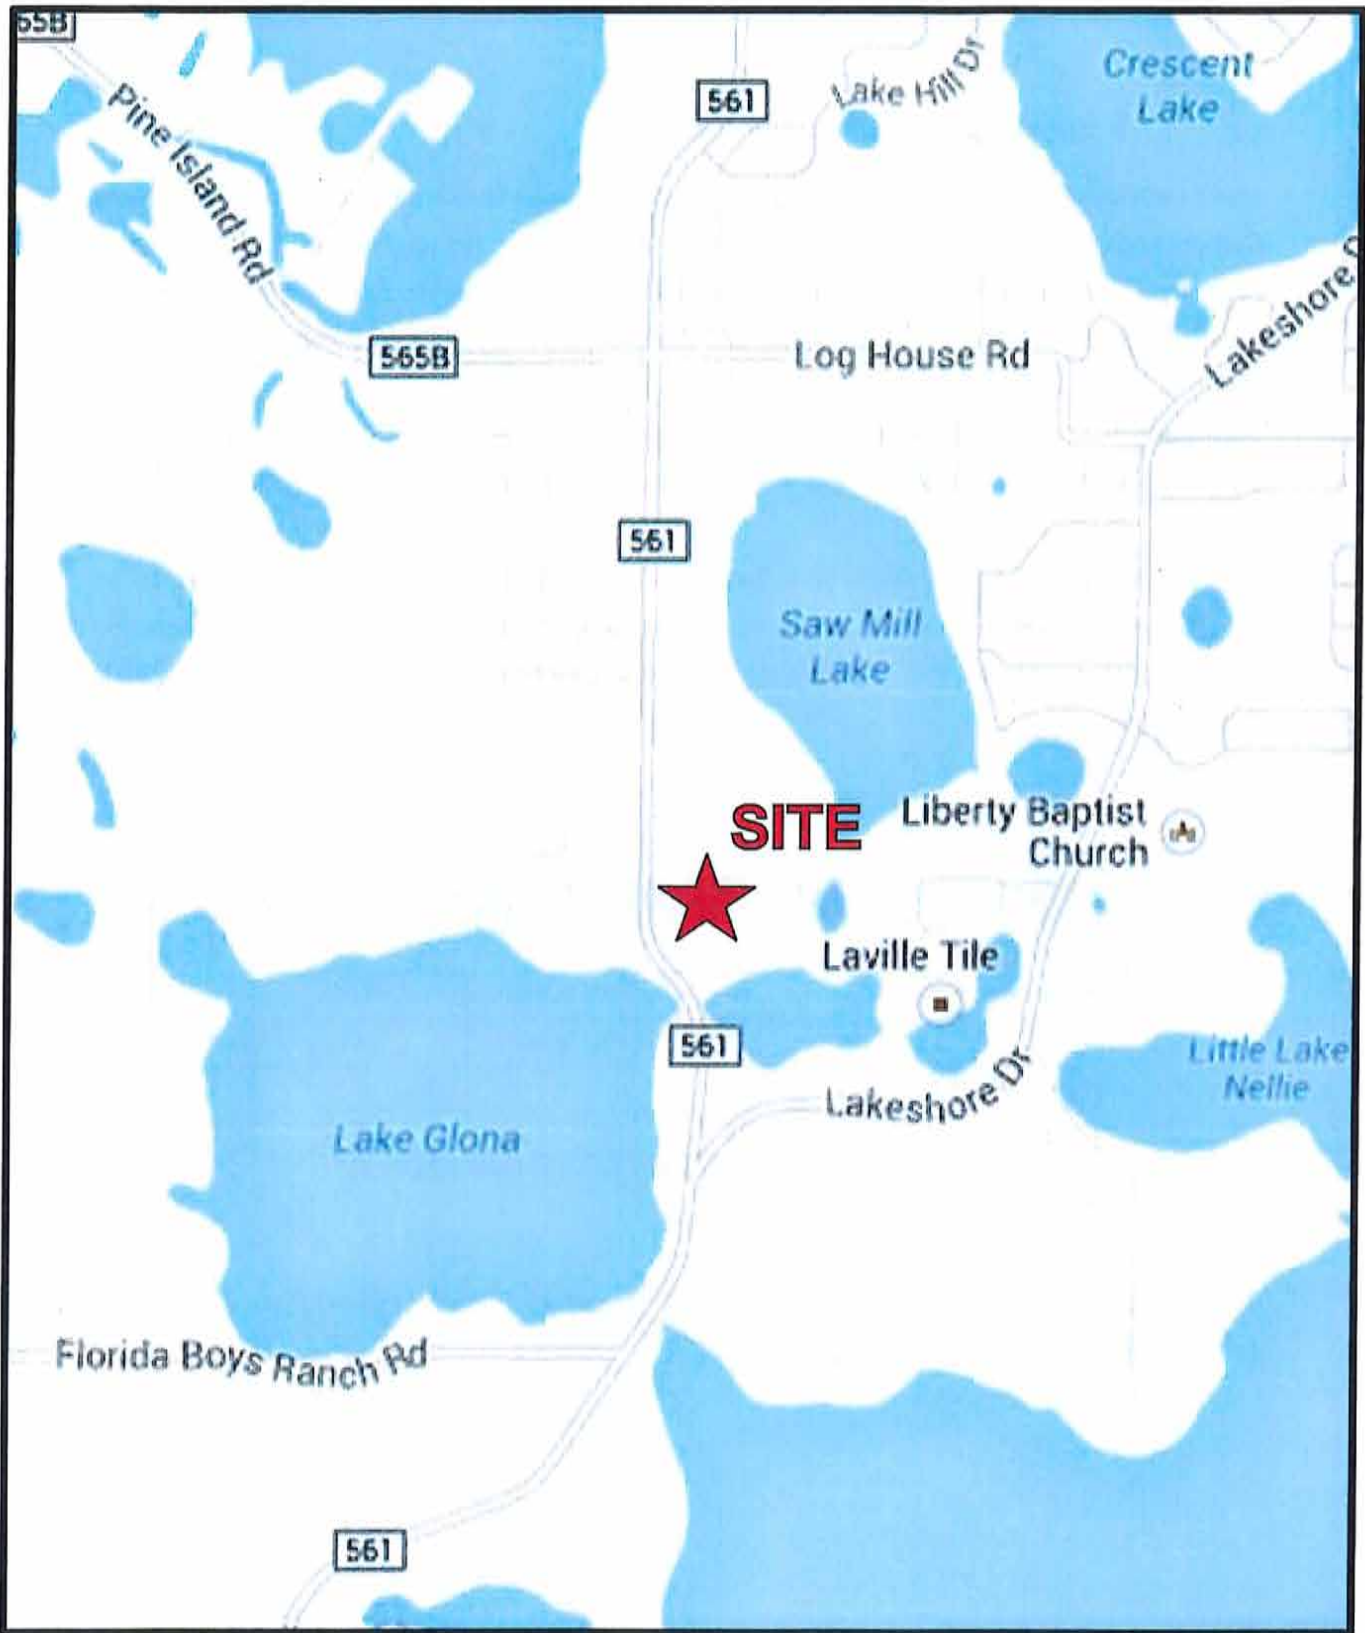 65B
Crescent
Lake
561
Lake Hill Dr
Pine Island Rd
Lakeshore D
565B
Log House Rd
561
Saw Mill
Lake
SITE
Liberty Baptist
Church
Laville Tile
561
Little Lake
Nellie
Lakeshore Dr
Lake Glona
Florida Boys Ranch Rd
561